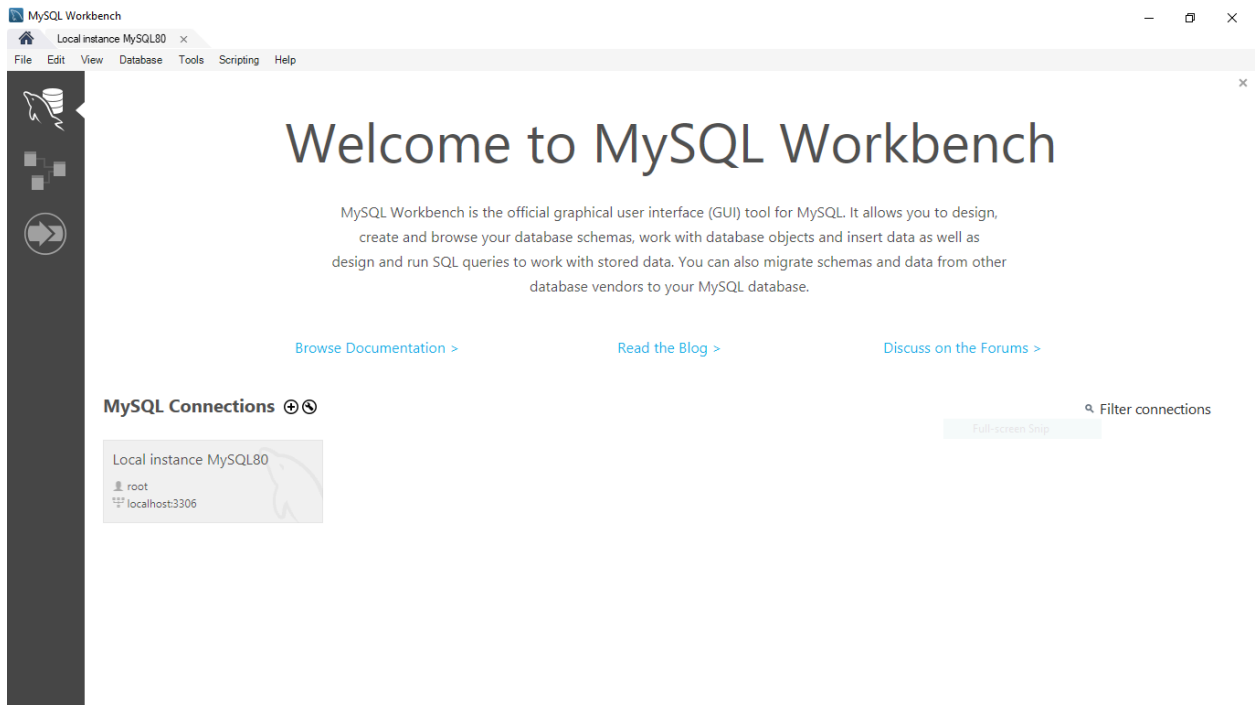 MySQL Workbench
Local instance MySQL80
File Edit View Database Tools Scripting Help
Welcome to MySQL Workbench
MySQL Workbench is the official graphical user interface (GUI) tool for MySQL. It allows you to design,
create and browse your database schemas, work with database objects and insert data as well as
design and run SQL queries to work with stored data. You can also migrate schemas and data from other
database vendors to your MySQL database.
Browse Documentation > Read the Blog > Discuss on the Forums >
MySQL Connections Filter connections
Full-screen Snip
Local instance MySQL80
root
localhost:3306